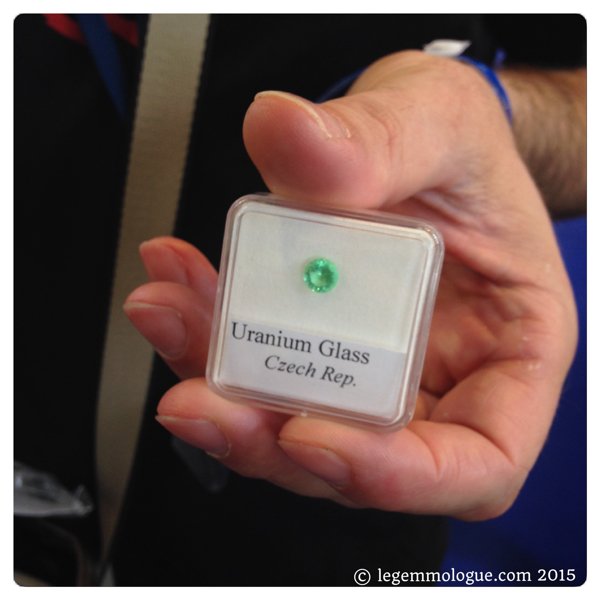 Uranium Glass
Czech Rep.
© legemmologue.com 2015